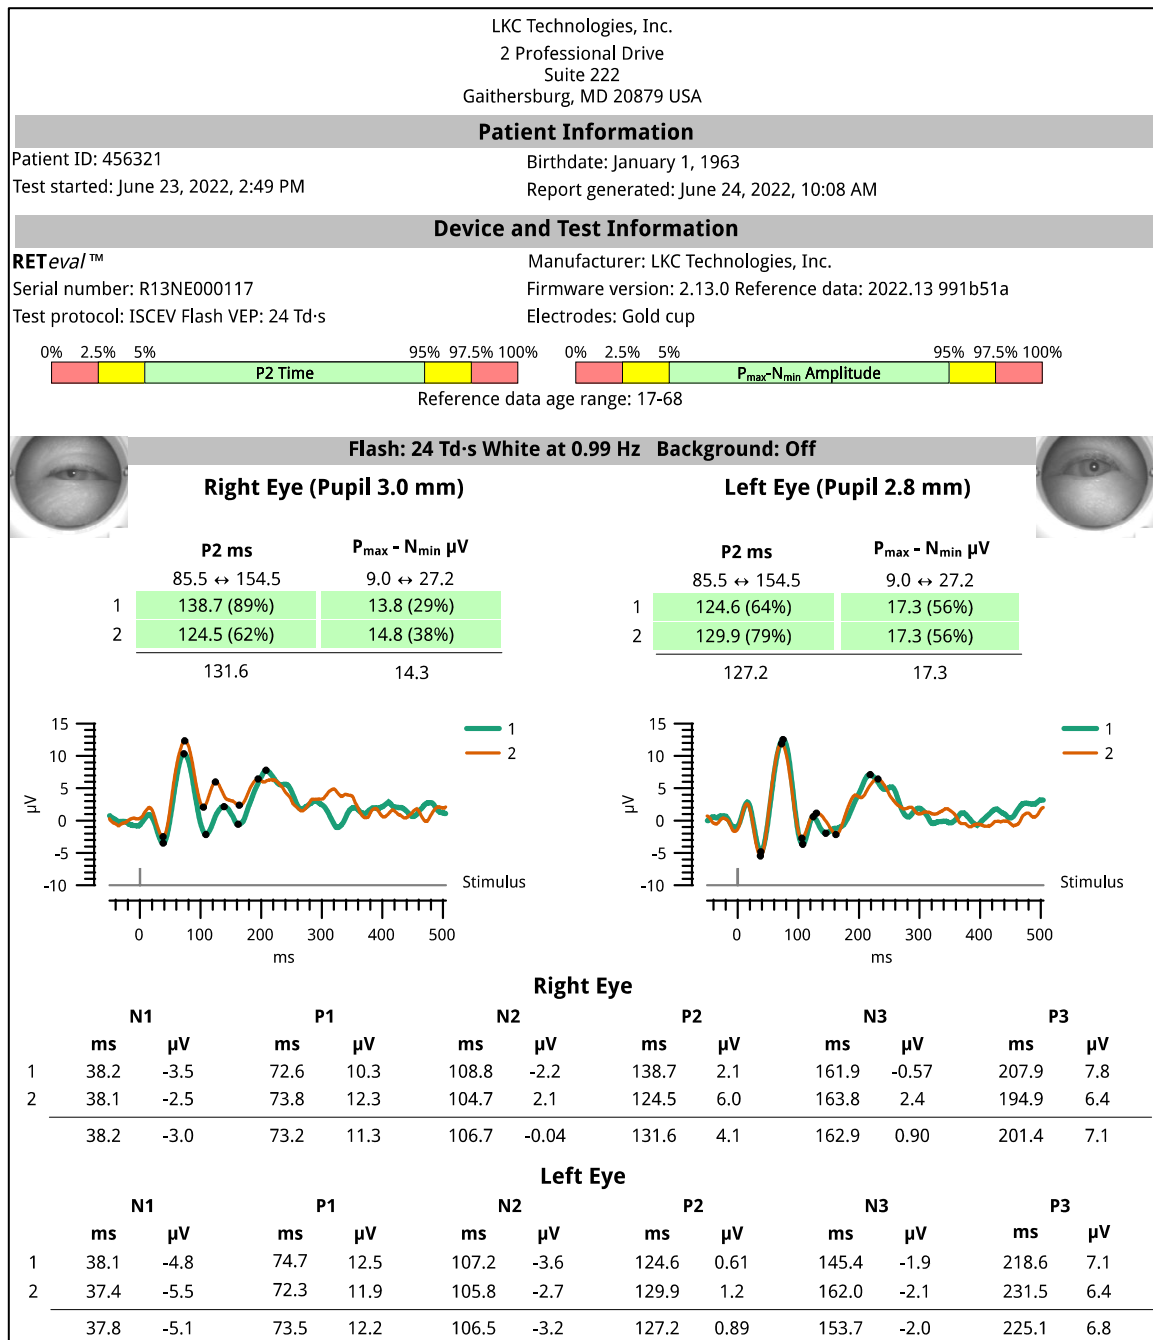 LKC Technologies, Inc.
2 Professional Drive
Suite 222
Gaithersburg, MD 20879 USA
Patient Information
Patient ID: 456321 Birthdate: January 1, 1963
Test started: June 23, 2022, 2:49 PM Report generated: June 24, 2022, 10:08 AM
Device and Test Information
RETeval ™ Manufacturer: LKC Technologies, Inc.
Serial number: R13NE000117 Firmware version: 2.13.0 Reference data: 2022.13 991b51a
Test protocol: ISCEV Flash VEP: 24 Td·s Electrodes: Gold cup
0% 2.5% 5% 95% 97.5% 100% 0% 2.5% 5% 95% 97.5% 100%
P2 Time Pmax-Nmin Amplitude
Reference data age range: 17-68
Flash: 24 Td·s White at 0.99 Hz Background: Off
Right Eye (Pupil 3.0 mm) Left Eye (Pupil 2.8 mm)
P2 ms Pmax - Nmin µV P2 ms Pmax - Nmin µV
85.5 ↔ 154.5 9.0 ↔ 27.2 85.5 ↔ 154.5 9.0 ↔ 27.2
1 138.7 (89%) 13.8 (29%) 1 124.6 (64%) 17.3 (56%)
2 124.5 (62%) 14.8 (38%) 2 129.9 (79%) 17.3 (56%)
131.6 14.3 127.2 17.3
15 1 15 1
10 2 10 2
5 5
µV 0 µV 0
-5 -5
-10 Stimulus -10 Stimulus
0 100 200 300 400 500 0 100 200 300 400 500
ms ms
Right Eye
N1 P1 N2 P2 N3 P3
ms µV ms µV ms µV ms µV ms µV ms µV
1 38.2 -3.5 72.6 10.3 108.8 -2.2 138.7 2.1 161.9 -0.57 207.9 7.8
2 38.1 -2.5 73.8 12.3 104.7 2.1 124.5 6.0 163.8 2.4 194.9 6.4
38.2 -3.0 73.2 11.3 106.7 -0.04 131.6 4.1 162.9 0.90 201.4 7.1
Left Eye
N1 P1 N2 P2 N3 P3
ms µV ms µV ms µV ms µV ms µV ms µV
1 38.1 -4.8 74.7 12.5 107.2 -3.6 124.6 0.61 145.4 -1.9 218.6 7.1
2 37.4 -5.5 72.3 11.9 105.8 -2.7 129.9 1.2 162.0 -2.1 231.5 6.4
37.8 -5.1 73.5 12.2 106.5 -3.2 127.2 0.89 153.7 -2.0 225.1 6.8